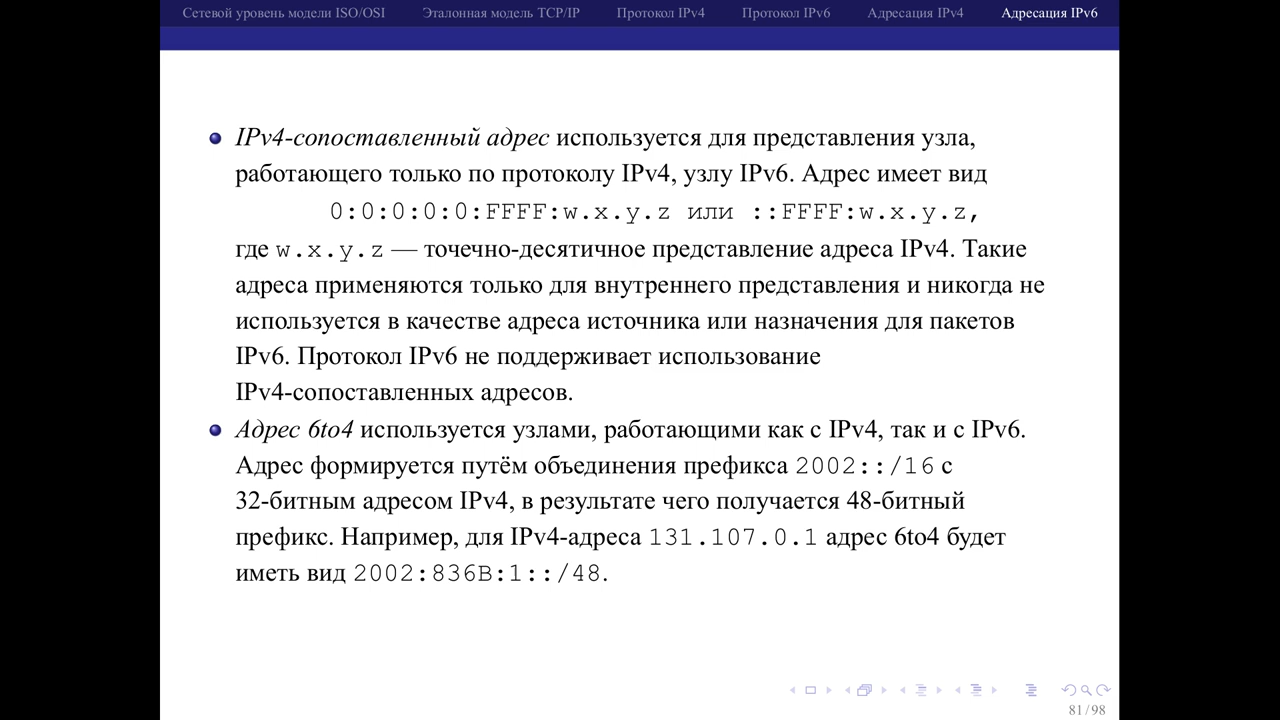 Сетевой уровень модели ISO/OSI Эталонная модель TCP/IP Протокол IPv4 Протокол IPv6 Адресация IPv4 Адресация IPv6
IPv4-сопоставленный адрес используется для представления узла,
работающего только по протоколу IPv4, узлу IPv6. Адрес имеет вид
0:0:0:0:0:FFFF:w.x.y.z или ::FFFF:w.x.y.z,
где w.x.y.z — точечно-десятичное представление адреса IPv4. Такие
адреса применяются только для внутреннего представления и никогда не
используется в качестве адреса источника или назначения для пакетов
IPv6. Протокол IPv6 не поддерживает использование
IPv4-сопоставленных адресов.
Адрес 6to4 используется узлами, работающими как с IPv4, так и с IPv6.
Адрес формируется путём объединения префикса 2002::/16 с
32-битным адресом IPv4, в результате чего получается 48-битный
префикс. Например, для IPv4-адреса 131.107.0.1 адрес 6to4 будет
иметь вид 2002:836B:1::/48.
81 / 98